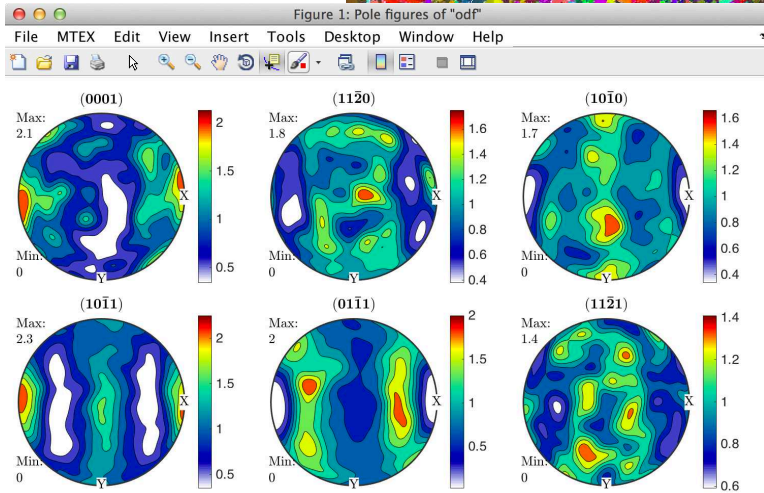 Figure 1: Pole figures of "odf"
File MTEX Edit View Insert Tools Desktop Window Help
(0001)
Max:
2.1
Min:
0
X
Y
2
1.5
1
0.5
(112̄0)
Max:
1.8
Min:
0
X
Y
1.6
1.4
1.2
1
0.8
0.6
0.4
(101̄0)
Max:
1.7
Min:
0
X
Y
1.6
1.4
1.2
1
0.8
0.6
0.4
(101̄1)
Max:
2.3
Min:
0
X
Y
2
1.5
1
0.5
(011̄1)
Max:
2
Min:
0
X
Y
2
1.5
1
0.5
(112̄1)
Max:
1.4
Min:
0
X
Y
1.4
1.2
1
0.8
0.6